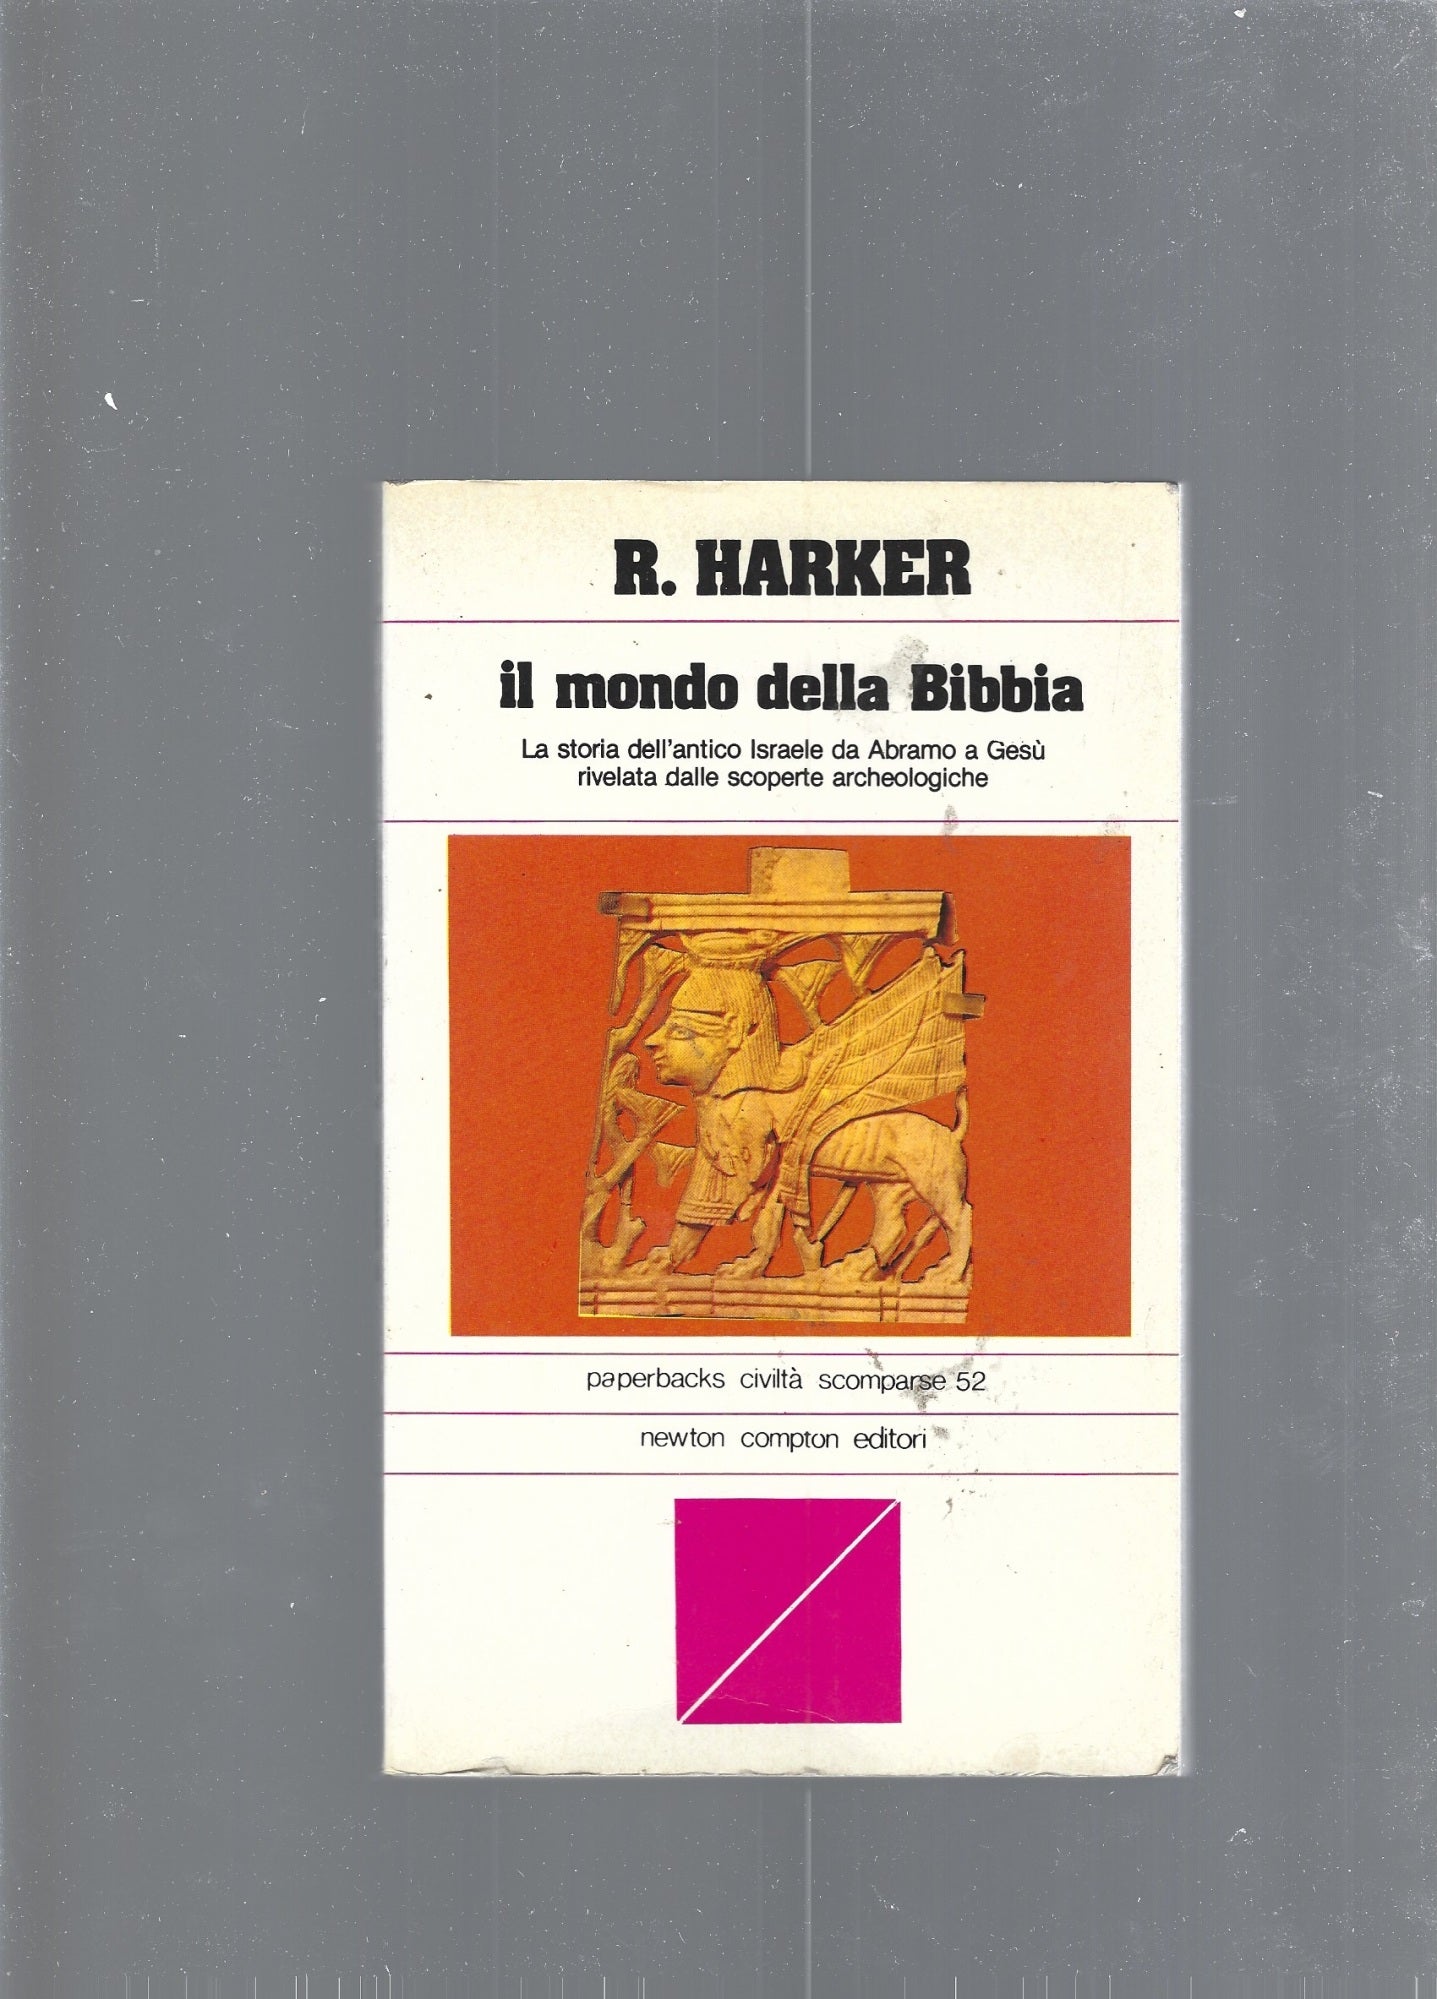 R. HARKER
il mondo della Bibbia
La storia dell'antico Israele da Abramo a Gesù
rivelata dalle scoperte archeologiche
paperbacks civiltà scomparse 52
newton compton editori